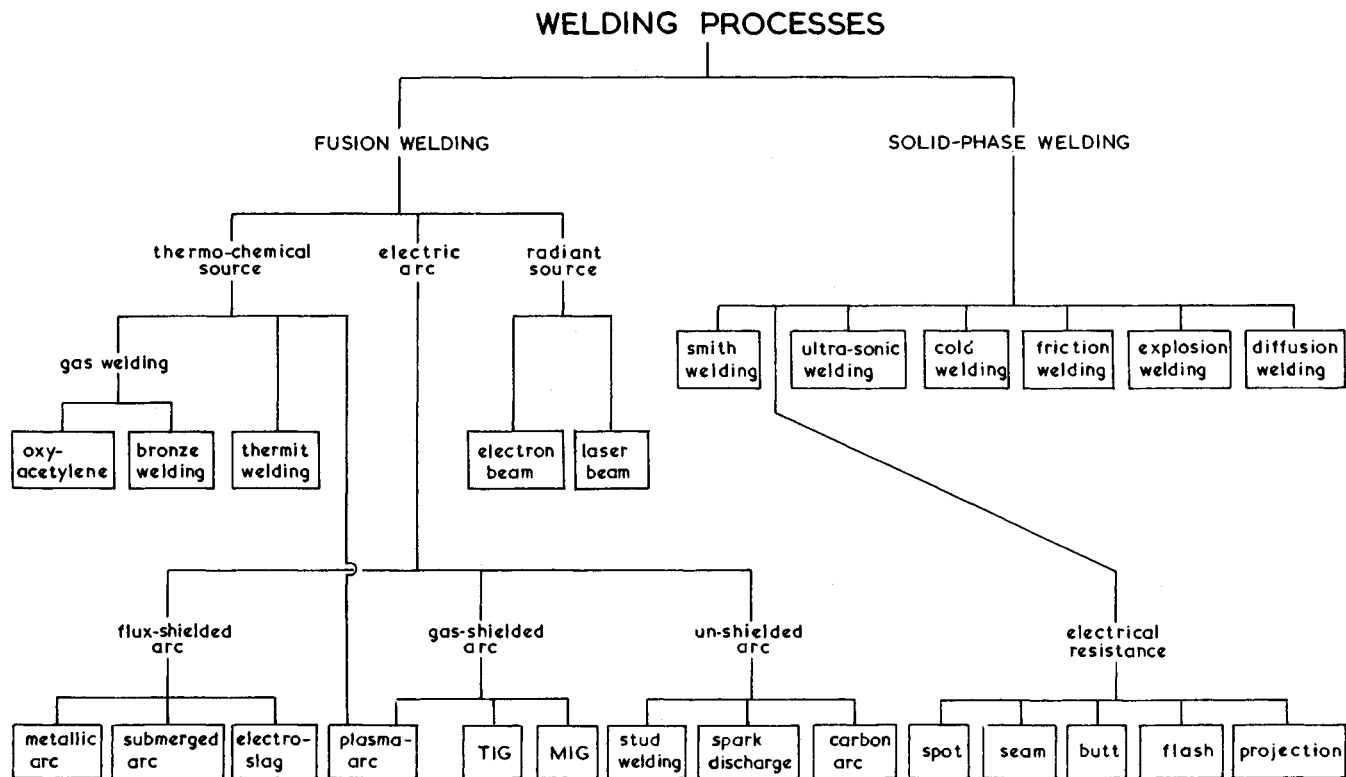 WELDING PROCESSES
FUSION WELDING
SOLID-PHASE WELDING
thermo-chemical
source
electric
arc
radiant
source
gas welding
smith
welding
ultra-sonic
welding
cold
welding
friction
welding
explosion
welding
diffusion
welding
oxy-
acetylene
bronze
welding
thermit
welding
electron
beam
laser
beam
flux-shielded
arc
gas-shielded
arc
un-shielded
arc
electrical
resistance
metallic
arc
submerged
arc
electro-
slag
plasma-
arc
TIG
MIG
stud
welding
spark
discharge
carbon
arc
spot
seam
butt
flash
projection